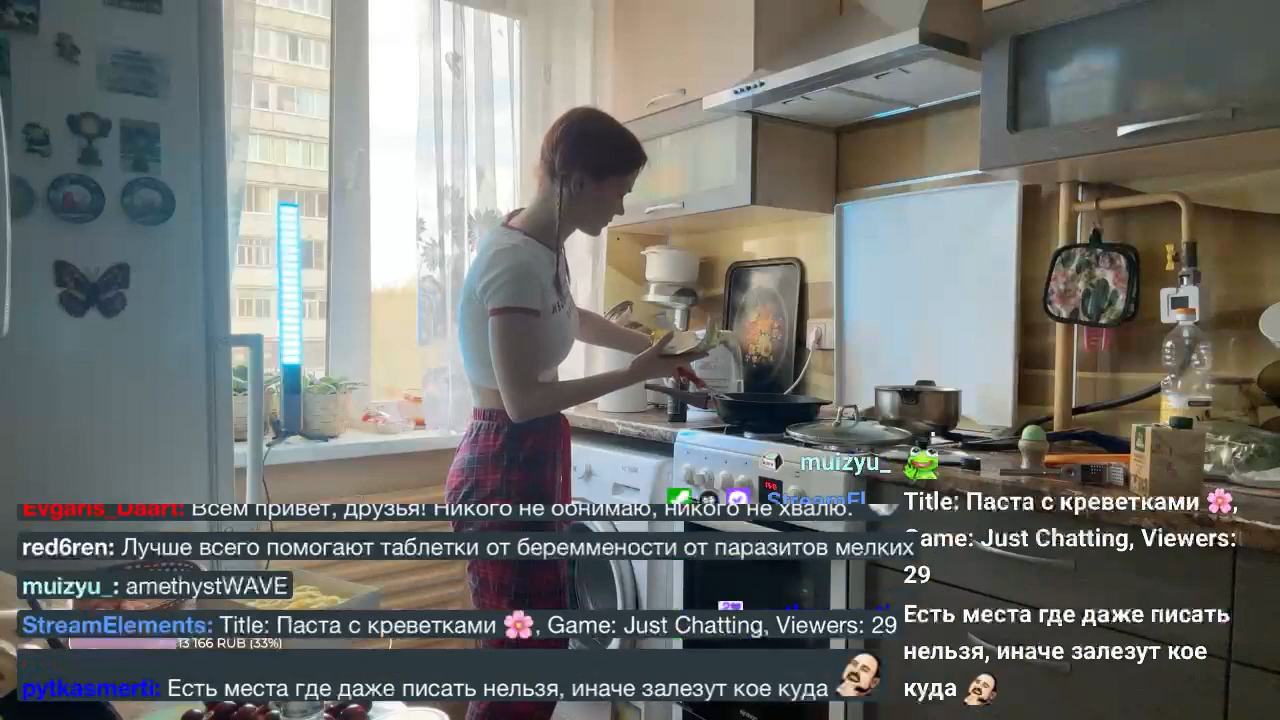 muizyu_
StreamEl
Evgaris_Daart: Всем привет, друзья! Никого не обнимаю, никого не хвалю.
red6ren: Лучше всего помогают таблетки от беременности от паразитов мелких
muizyu_: amethystWAVE
StreamElements: Title: Паста с креветками 🌸, Game: Just Chatting, Viewers: 29
13 166 RUB (33%)
pytkasmerti: Есть места где даже писать нельзя, иначе залезут кое куда
Title: Паста с креветками 🌸,
Game: Just Chatting, Viewers:
29
Есть места где даже писать
нельзя, иначе залезут кое
куда